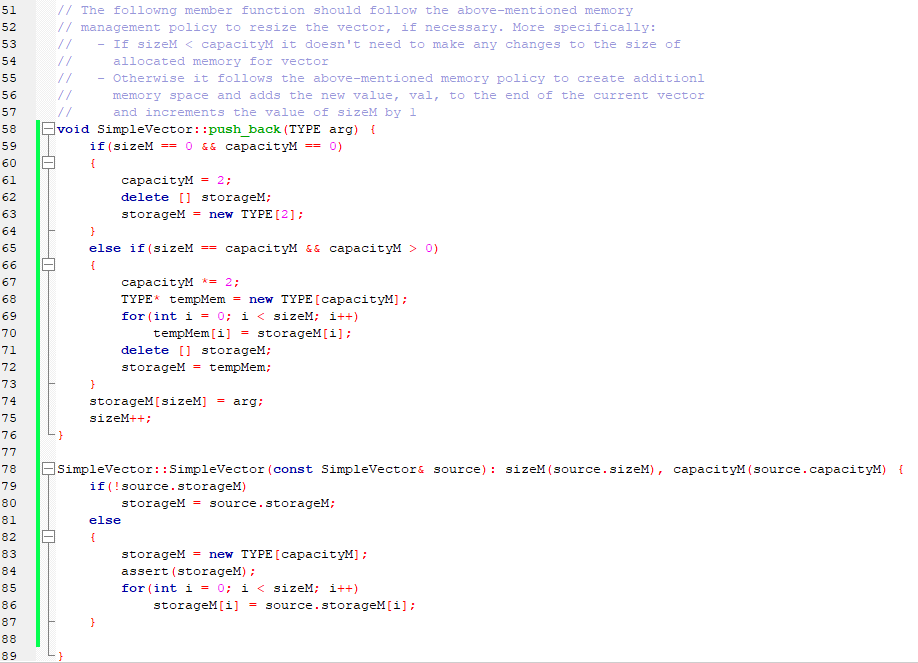 51 // The followng member function should follow the above-mentioned memory
52 // management policy to resize the vector, if necessary. More specifically:
53 //   - If sizeM < capacityM it doesn't need to make any changes to the size of
54 //     allocated memory for vector
55 //   - Otherwise it follows the above-mentioned memory policy to create additionl
56 //     memory space and adds the new value, val, to the end of the current vector
57 //     and increments the value of sizeM by 1
58 void SimpleVector::push_back(TYPE arg) {
59     if(sizeM == 0 && capacityM == 0)
60     {
61         capacityM = 2;
62         delete [] storageM;
63         storageM = new TYPE[2];
64     }
65     else if(sizeM == capacityM && capacityM > 0)
66     {
67         capacityM *= 2;
68         TYPE* tempMem = new TYPE[capacityM];
69         for(int i = 0; i < sizeM; i++)
70             tempMem[i] = storageM[i];
71         delete [] storageM;
72         storageM = tempMem;
73     }
74     storageM[sizeM] = arg;
75     sizeM++;
76 }
77
78 SimpleVector::SimpleVector(const SimpleVector& source): sizeM(source.sizeM), capacityM(source.capacityM) {
79     if(!source.storageM)
80         storageM = source.storageM;
81     else
82     {
83         storageM = new TYPE[capacityM];
84         assert(storageM);
85         for(int i = 0; i < sizeM; i++)
86             storageM[i] = source.storageM[i];
87     }
88
89 }